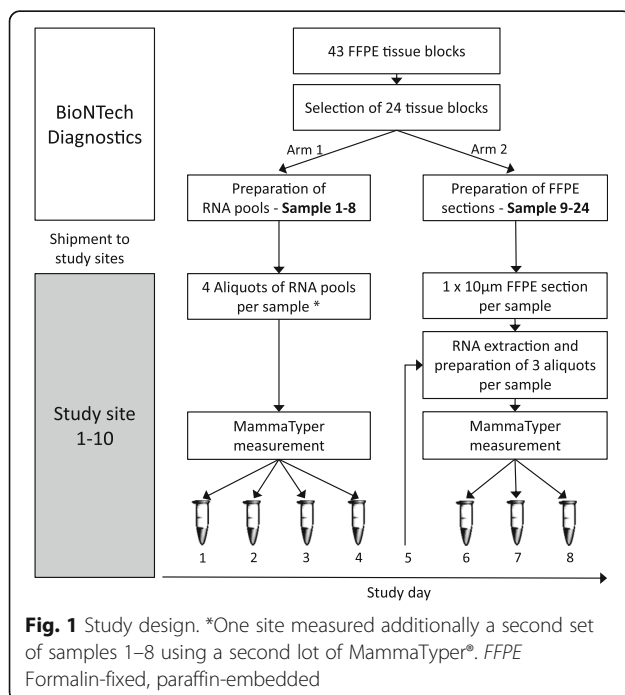 43 FFPE tissue blocks
Selection of 24 tissue blocks
BioNTech
Diagnostics
Arm 1
Arm 2
Preparation of
RNA pools - Sample 1-8
Preparation of FFPE
sections - Sample 9-24
Shipment to
study sites
4 Aliquots of RNA pools
per sample *
1 x 10µm FFPE section
per sample
RNA extraction and
preparation of 3 aliquots
per sample
Study site
1-10
MammaTyper
measurement
MammaTyper
measurement
1 2 3 4 5 6 7 8
Study day
Fig. 1 Study design. *One site measured additionally a second set
of samples 1–8 using a second lot of MammaTyper®. FFPE
Formalin-fixed, paraffin-embedded